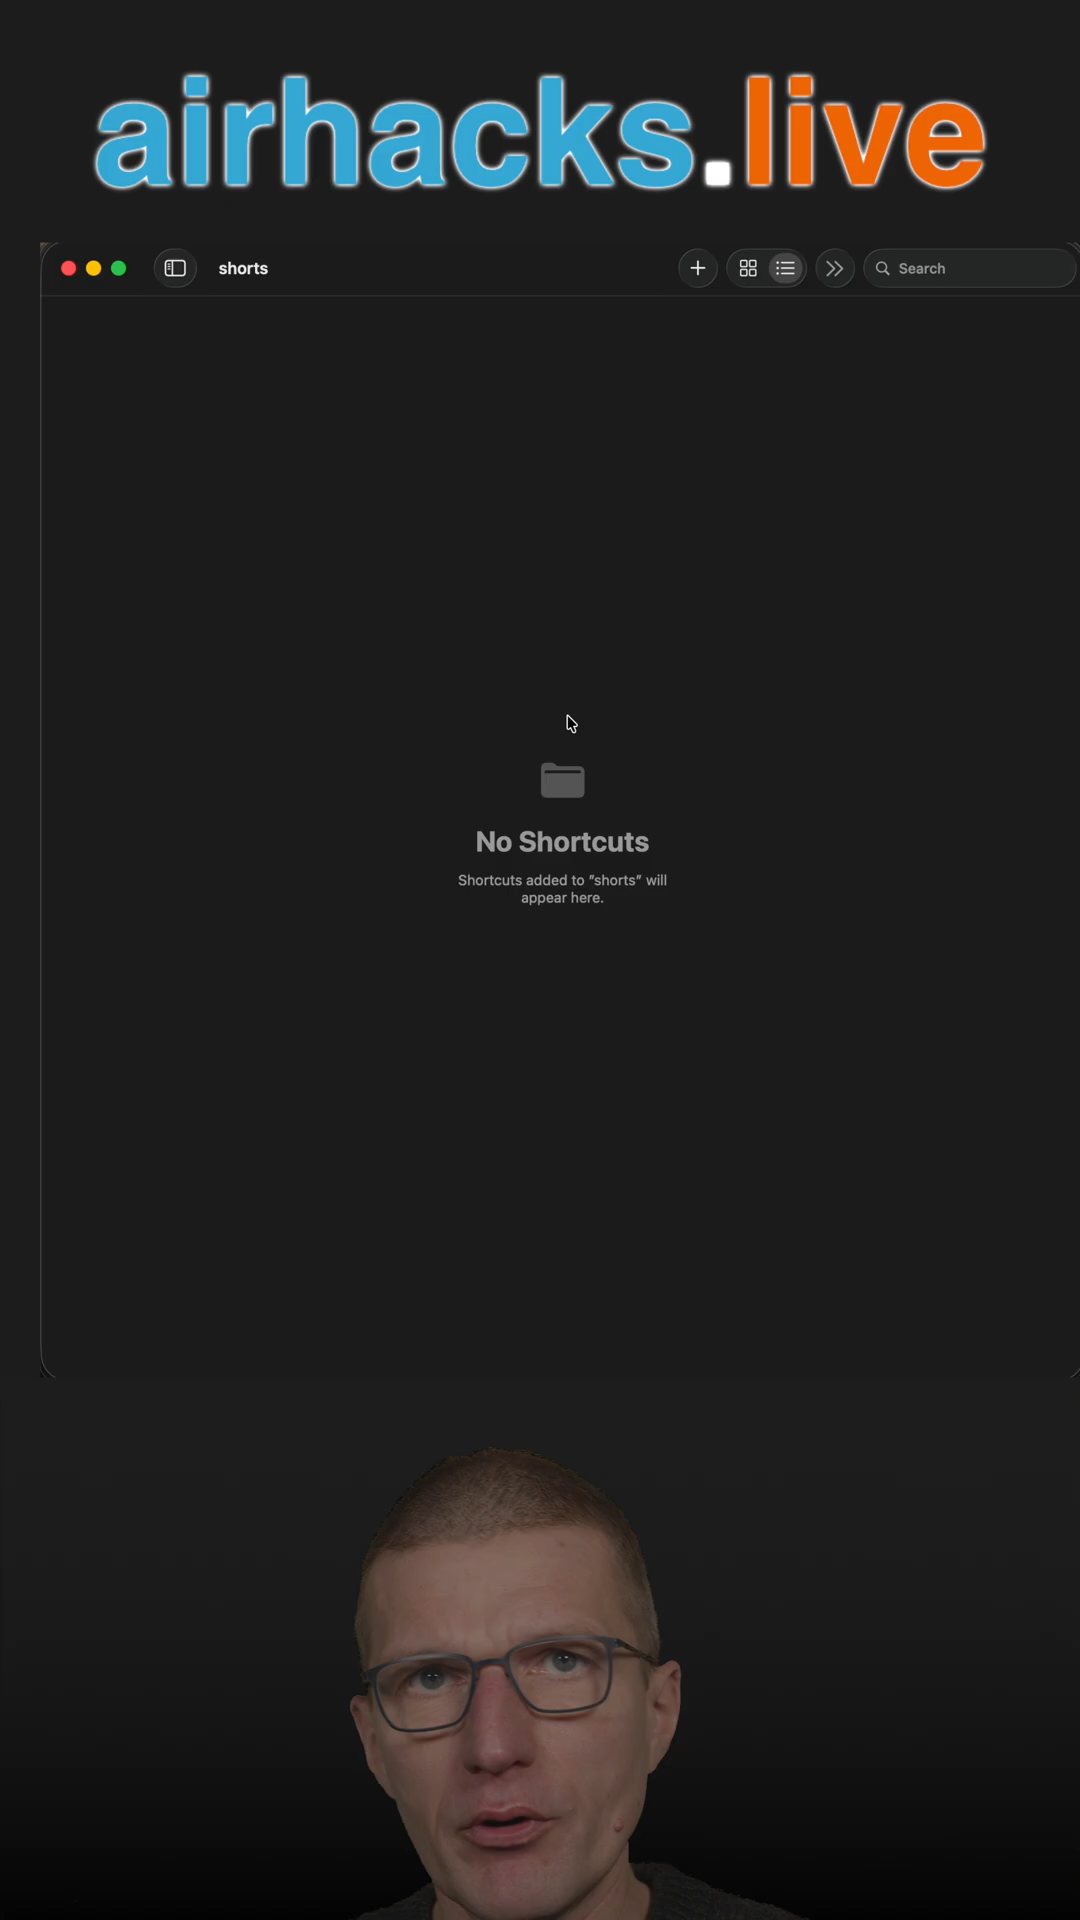 airhacks.live
shorts
Search
No Shortcuts
Shortcuts added to "shorts" will
appear here.